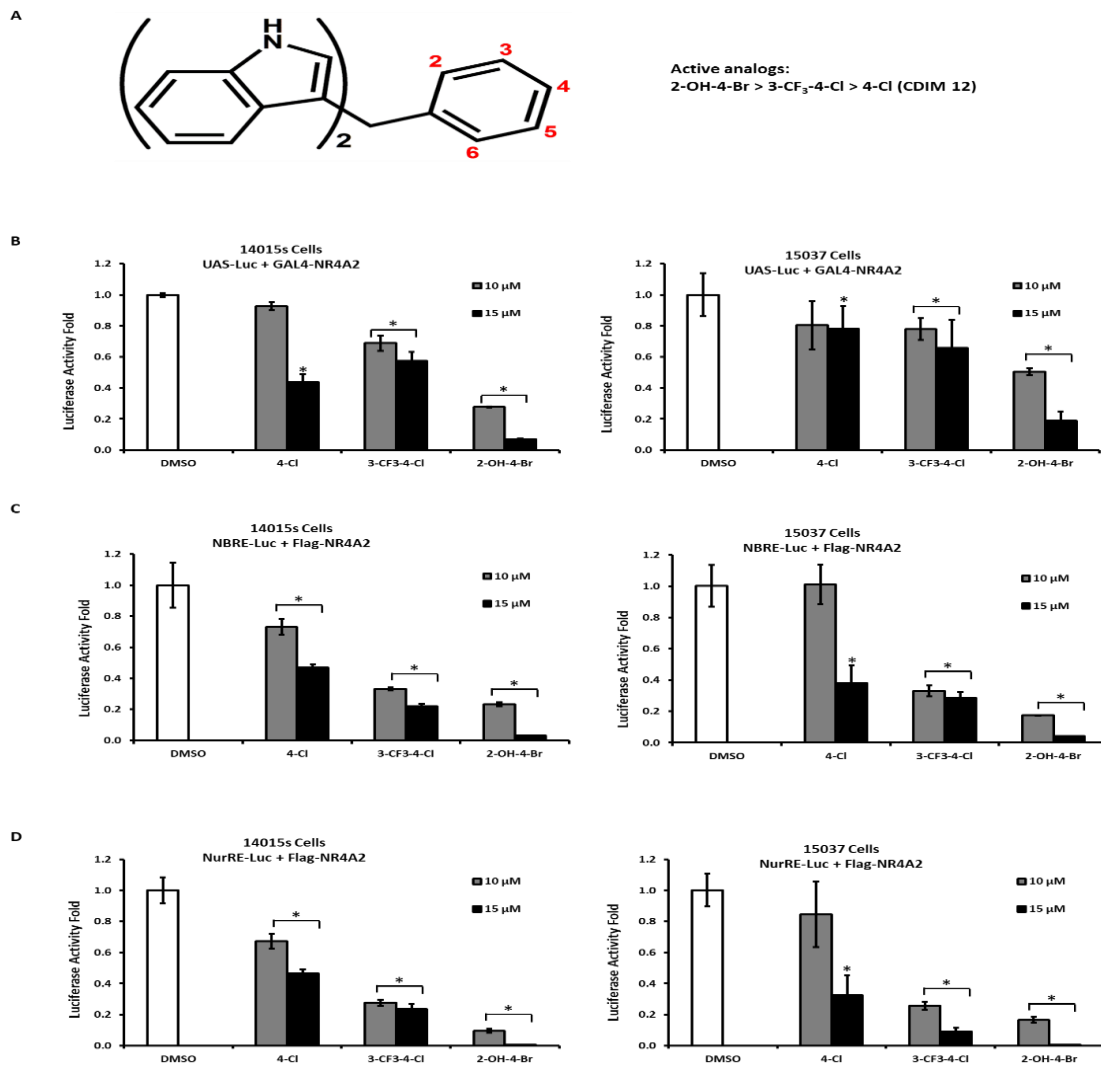 A
H
N
2
2
3
4
5
6
Active analogs:
2-OH-4-Br > 3-CF₃-4-Cl > 4-Cl (CDIM 12)
B
14015s Cells
UAS-Luc + GAL4-NR4A2
Luciferase Activity Fold
1.2
1.0
0.8
0.6
0.4
0.2
0.0
10 µM
15 µM
*
*
*
DMSO
4-Cl
3-CF3-4-Cl
2-OH-4-Br
15037 Cells
UAS-Luc + GAL4-NR4A2
Luciferase Activity Fold
1.2
1.0
0.8
0.6
0.4
0.2
0.0
10 µM
15 µM
*
*
*
DMSO
4-Cl
3-CF3-4-Cl
2-OH-4-Br
C
14015s Cells
NBRE-Luc + Flag-NR4A2
Luciferase Activity Fold
1.2
1.0
0.8
0.6
0.4
0.2
0.0
10 µM
15 µM
*
*
*
DMSO
4-Cl
3-CF3-4-Cl
2-OH-4-Br
15037 Cells
NBRE-Luc + Flag-NR4A2
Luciferase Activity Fold
1.2
1.0
0.8
0.6
0.4
0.2
0.0
10 µM
15 µM
*
*
*
DMSO
4-Cl
3-CF3-4-Cl
2-OH-4-Br
D
14015s Cells
NurRE-Luc + Flag-NR4A2
Luciferase Activity Fold
1.2
1.0
0.8
0.6
0.4
0.2
0.0
10 µM
15 µM
*
*
*
DMSO
4-Cl
3-CF3-4-Cl
2-OH-4-Br
15037 Cells
NurRE-Luc + Flag-NR4A2
Luciferase Activity Fold
1.2
1.0
0.8
0.6
0.4
0.2
0.0
10 µM
15 µM
*
*
*
DMSO
4-Cl
3-CF3-4-Cl
2-OH-4-Br